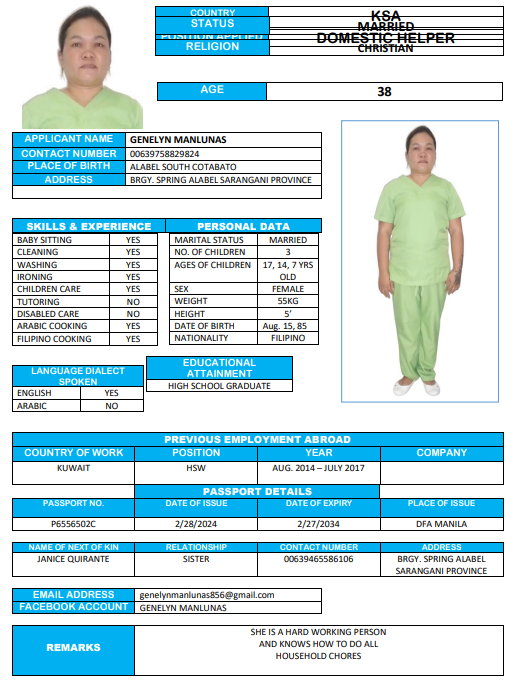 COUNTRY KSA
STATUS MARRIED
POSITION APPLIED DOMESTIC HELPER
RELIGION CHRISTIAN
AGE 38
APPLICANT NAME GENELYN MANLUNAS
CONTACT NUMBER 00639758829824
PLACE OF BIRTH ALABEL SOUTH COTABATO
ADDRESS BRGY. SPRING ALABEL SARANGANI PROVINCE
SKILLS & EXPERIENCE
BABY SITTING YES
CLEANING YES
WASHING YES
IRONING YES
CHILDREN CARE YES
TUTORING NO
DISABLED CARE NO
ARABIC COOKING YES
FILIPINO COOKING YES
PERSONAL DATA
MARITAL STATUS MARRIED
NO. OF CHILDREN 3
AGES OF CHILDREN 17, 14, 7 YRS
OLD
SEX FEMALE
WEIGHT 55KG
HEIGHT 5’
DATE OF BIRTH Aug. 15, 85
NATIONALITY FILIPINO
LANGUAGE DIALECT
SPOKEN
ENGLISH YES
ARABIC NO
EDUCATIONAL
ATTAINMENT
HIGH SCHOOL GRADUATE
PREVIOUS EMPLOYMENT ABROAD
COUNTRY OF WORK POSITION YEAR COMPANY
KUWAIT HSW AUG. 2014 – JULY 2017
PASSPORT DETAILS
PASSPORT NO. DATE OF ISSUE DATE OF EXPIRY PLACE OF ISSUE
P6556502C 2/28/2024 2/27/2034 DFA MANILA
NAME OF NEXT OF KIN RELATIONSHIP CONTACT NUMBER ADDRESS
JANICE QUIRANTE SISTER 00639465586106 BRGY. SPRING ALABEL
SARANGANI PROVINCE
EMAIL ADDRESS genelynmanlunas856@gmail.com
FACEBOOK ACCOUNT GENELYN MANLUNAS
REMARKS
SHE IS A HARD WORKING PERSON
AND KNOWS HOW TO DO ALL
HOUSEHOLD CHORES